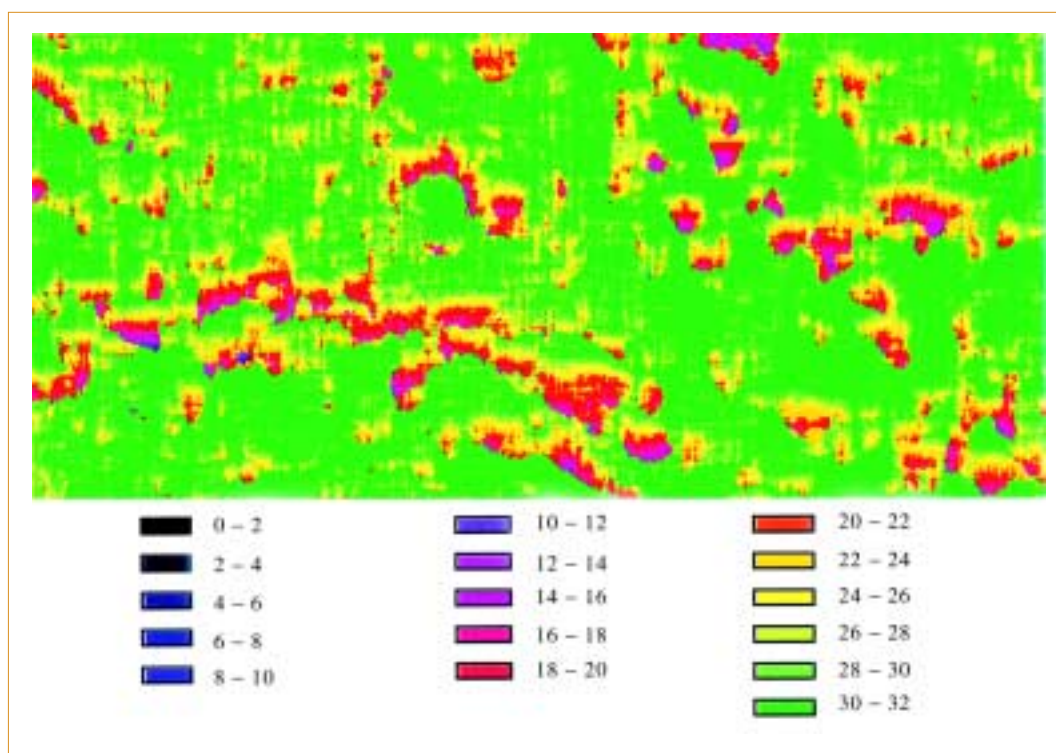 0 – 2
2 – 4
4 – 6
6 – 8
8 – 10
10 – 12
12 – 14
14 – 16
16 – 18
18 – 20
20 – 22
22 – 24
24 – 26
26 – 28
28 – 30
30 – 32